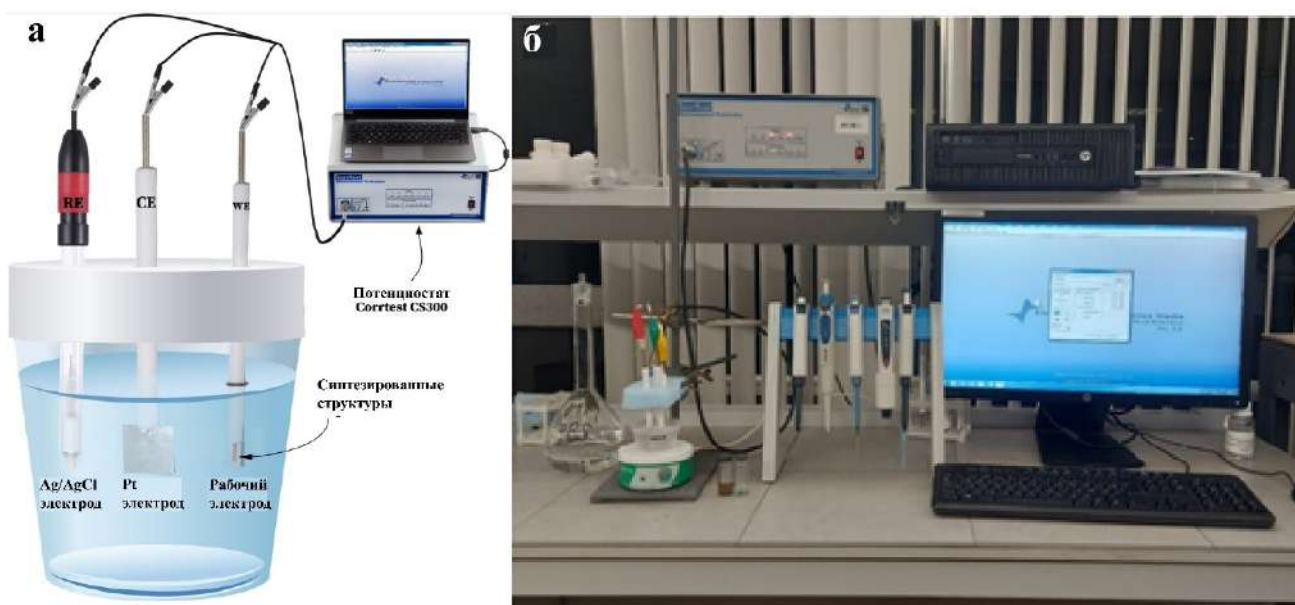 а
б
RE
CE
WE
Потенциостат
Corrtest CS300
Синтезированные
структуры
Ag/AgCl
электрод
Pt
электрод
Рабочий
электрод